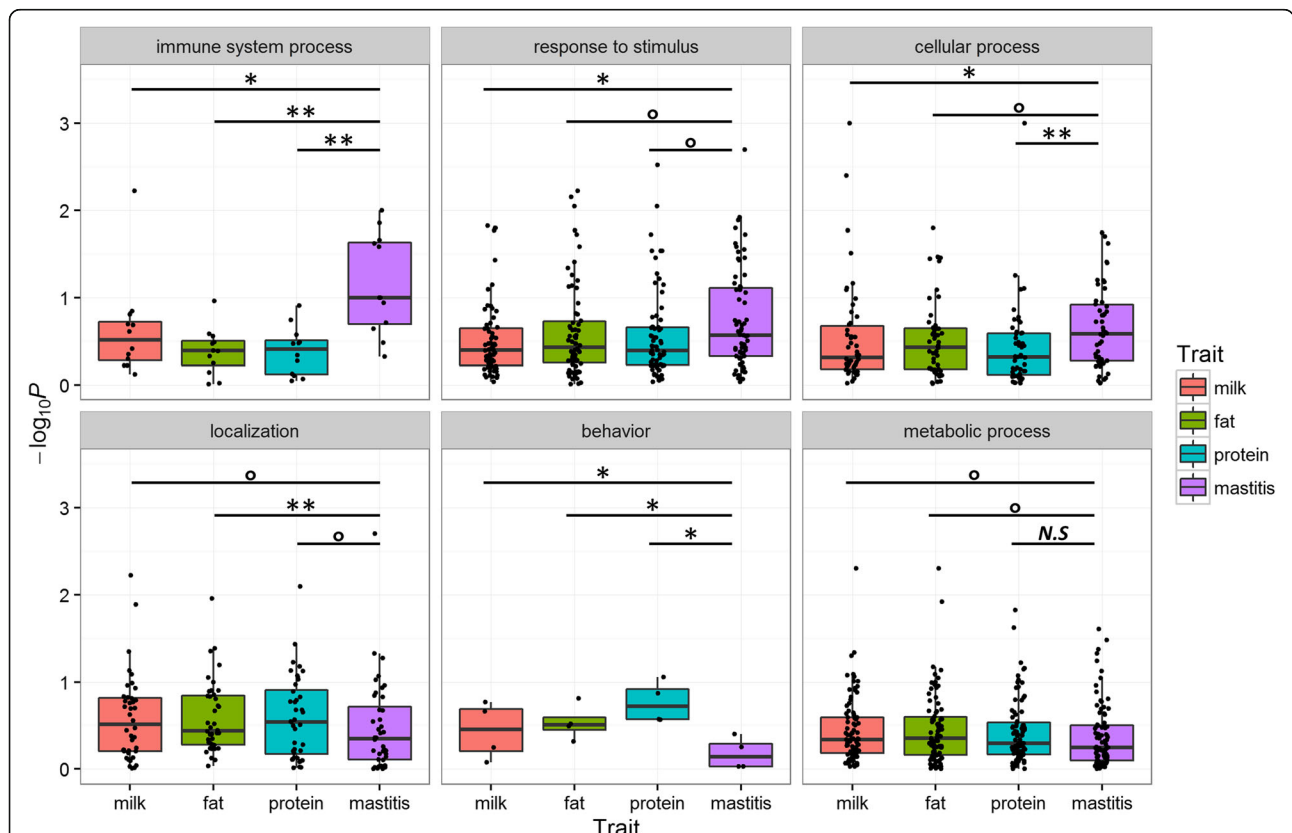 immune system process
response to stimulus
cellular process
* * *
** o o
** o **
3
2
1
0
localization
behavior
metabolic process
o * o
** * o
o * N.S
3
2
1
0
−log10P
milk fat protein mastitis
milk fat protein mastitis
milk fat protein mastitis
Trait
Trait
milk
fat
protein
mastitis